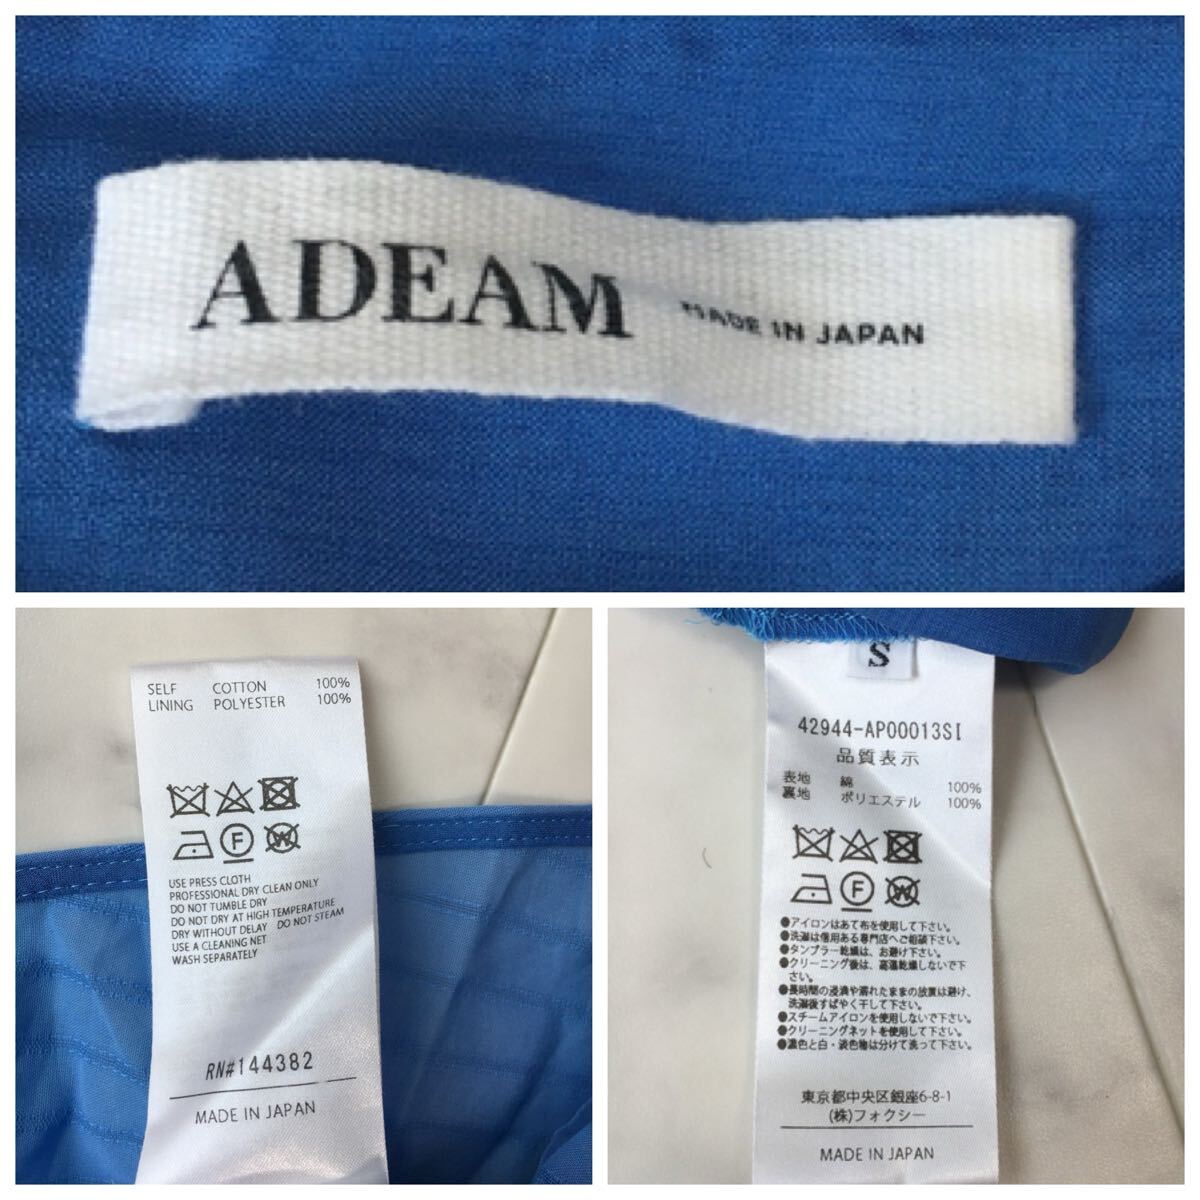 ADEAM MADE IN JAPAN
SELF COTTON 100%
LINING POLYESTER 100%
F W
USE PRESS CLOTH
PROFESSIONAL DRY CLEAN ONLY
DO NOT TUMBLE DRY
DO NOT DRY AT HIGH TEMPERATURE
DRY WITHOUT DELAY DO NOT STEAM
USE A CLEANING NET
WASH SEPARATELY
RN#144382
MADE IN JAPAN
S
42944-AP00013SI
品質表示
表地 綿 100%
裏地 ポリエステル 100%
F W
●アイロンはあて布を使用して下さい。
●洗濯は信用ある専門店へご相談下さい。
●タンブラー乾燥は、お避け下さい。
●クリーニング後は、高温乾燥しないで下
さい。
●長時間の浸漬や濡れたままの放置は避け、
洗濯後すばやく干して下さい。
●スチームアイロンを使用しないで下さい。
●クリーニングネットを使用して下さい。
●濃色と白・淡色物は分けて洗って下さい。
東京都中央区銀座6-8-1
(株)フォクシー
MADE IN JAPAN